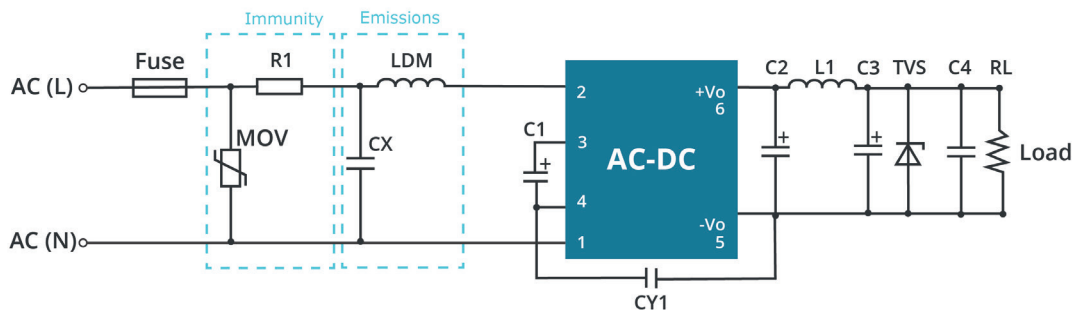 Immunity
Emissions
Fuse
R1
LDM
C2
L1
C3
TVS
C4
RL
AC (L)
2
+Vo
6
MOV
CX
C1
3
AC-DC
+
+
+
Load
4
AC (N)
1
-Vo
5
CY1